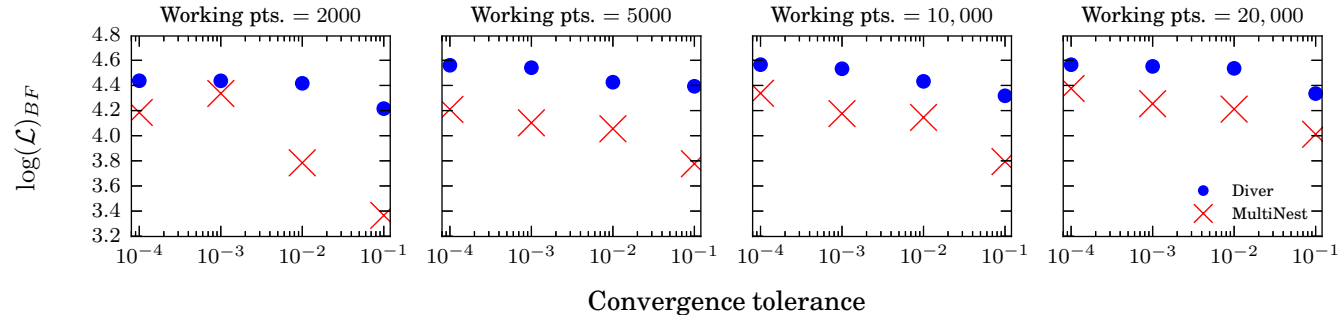 Working pts. = 2000
Working pts. = 5000
Working pts. = 10,000
Working pts. = 20,000
log(ℒ)_{BF}
4.8
4.6
4.4
4.2
4.0
3.8
3.6
3.4
3.2
10^{-4} 10^{-3} 10^{-2} 10^{-1}
10^{-4} 10^{-3} 10^{-2} 10^{-1}
10^{-4} 10^{-3} 10^{-2} 10^{-1}
Diver
MultiNest
10^{-4} 10^{-3} 10^{-2} 10^{-1}
Convergence tolerance